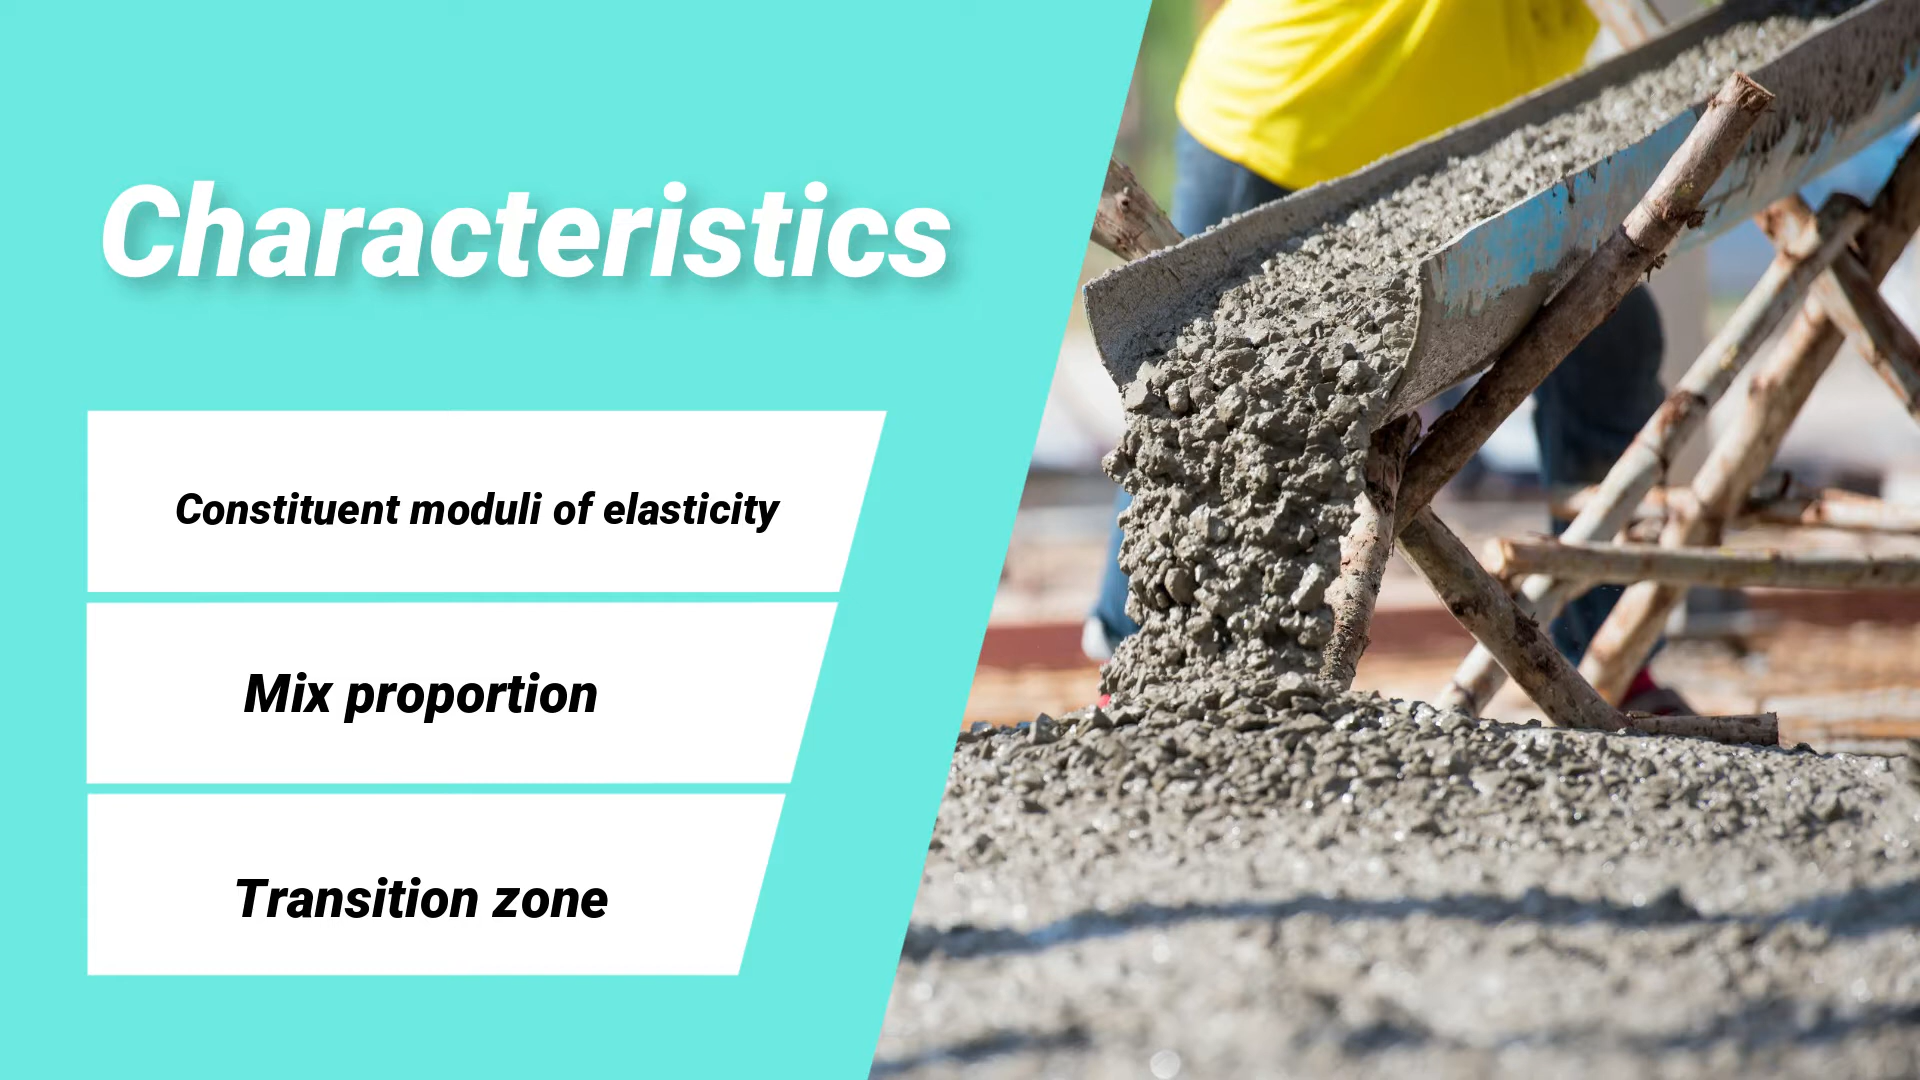 Characteristics
Constituent moduli of elasticity
Mix proportion
Transition zone